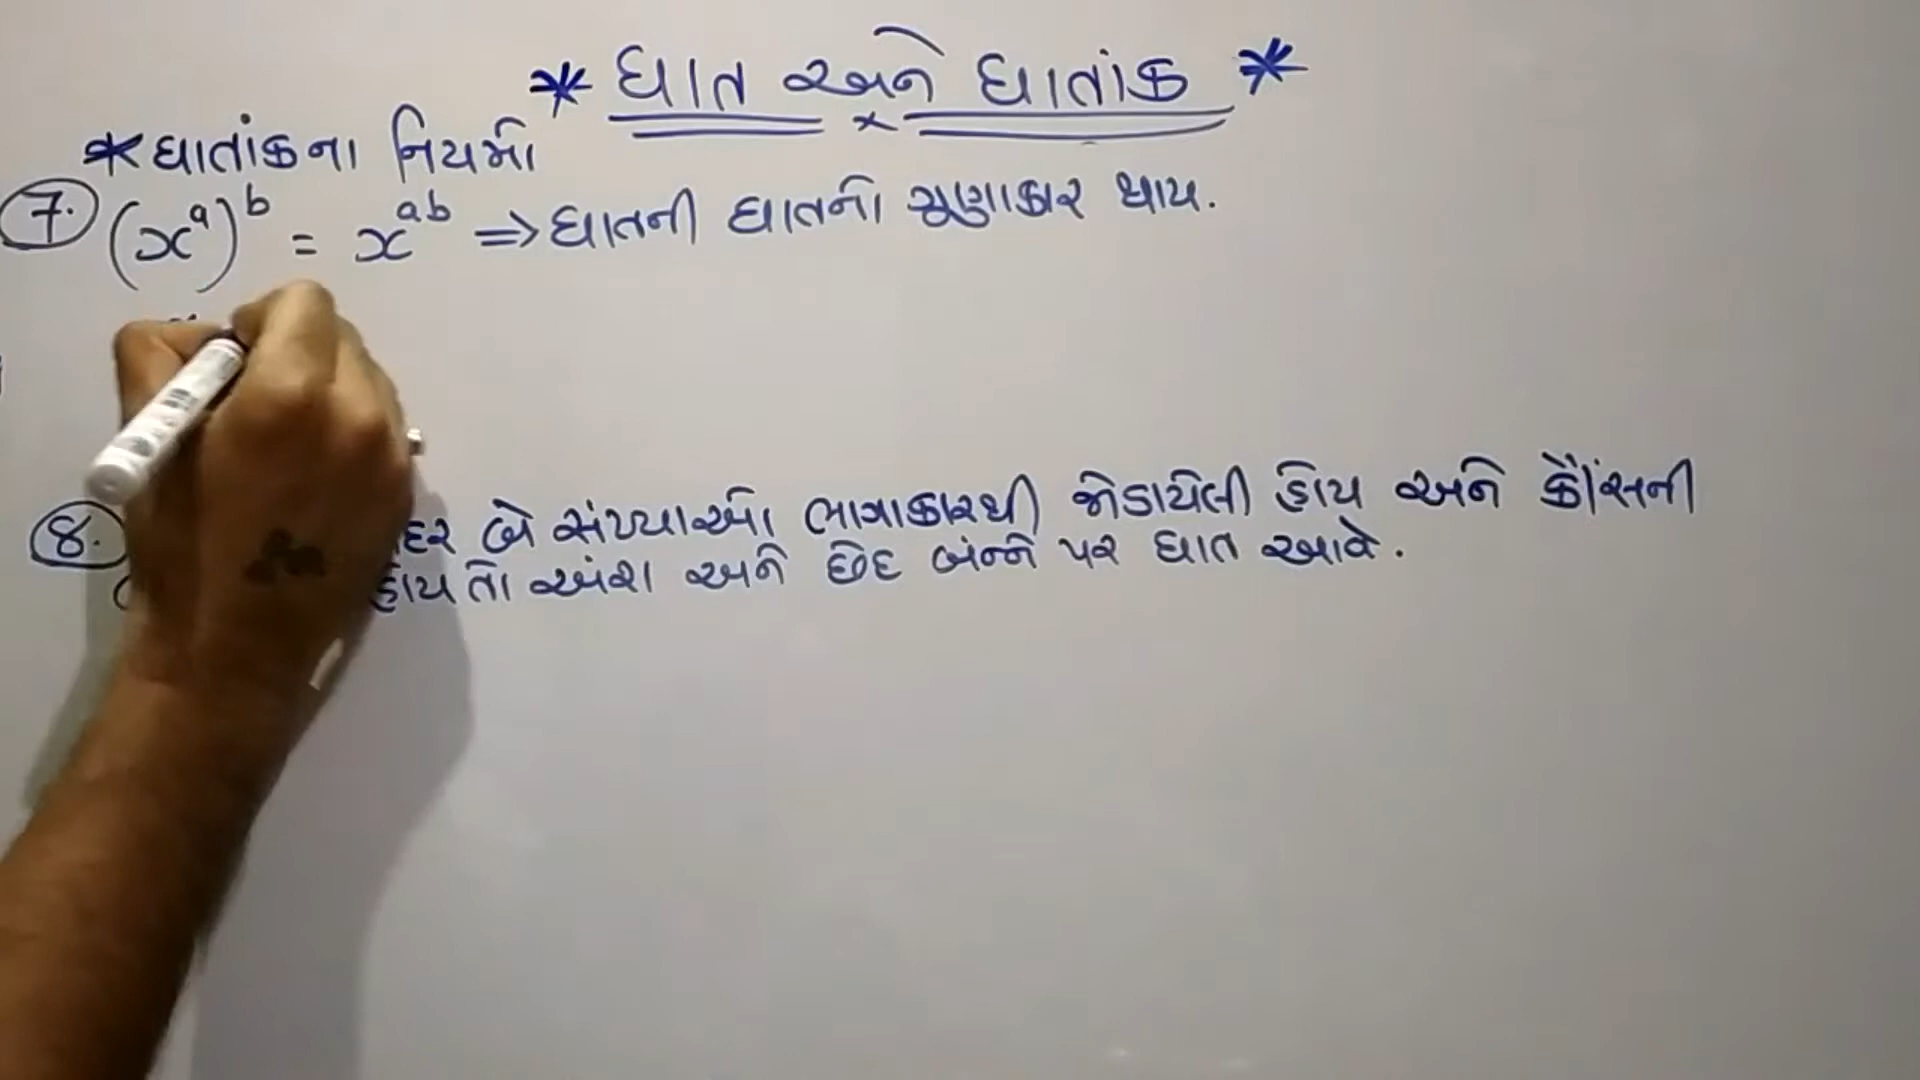 * ઘાત અને ઘાતાંક *
* ઘાતાંકના નિયમો
7. (x^a)^b = x^ab ⇒ ઘાતની ઘાતનો ગુણાકાર થાય.
8. બે સંખ્યાઓ ભાગાકારથી જોડાયેલી હોય અને કૌંસની
હોય તો અંશ અને છેદ બંન્ને પર ઘાત આવે.